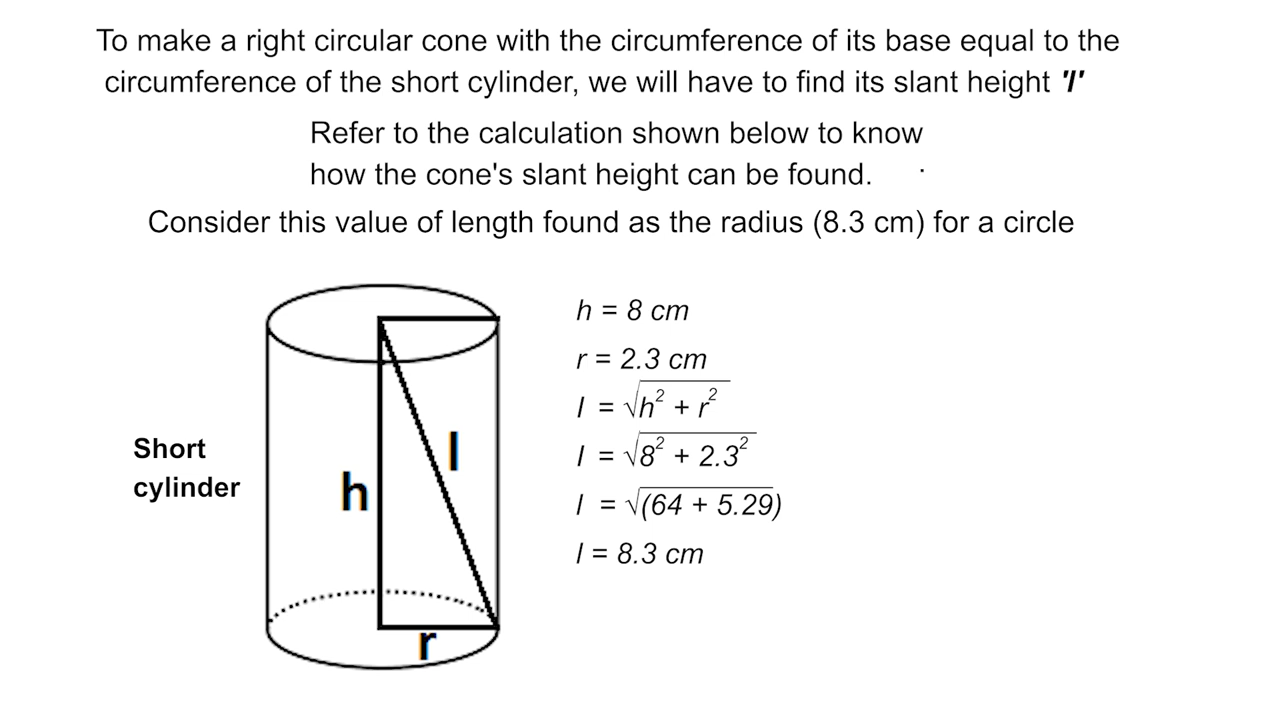 To make a right circular cone with the circumference of its base equal to the
circumference of the short cylinder, we will have to find its slant height 'l'
Refer to the calculation shown below to know
how the cone's slant height can be found.
Consider this value of length found as the radius (8.3 cm) for a circle
h = 8 cm
r = 2.3 cm
l = √h² + r²
l = √8² + 2.3²
l = √(64 + 5.29)
l = 8.3 cm
Short
cylinder
h
l
r